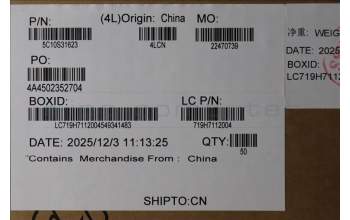 P/N:
(4L)Origin: China
MO:
5C10S31623
4LCN
22470739
PO:
4A4502352704
BOXID:
LC P/N:
LC719H7112004549341483
719H7112004
DATE: 2025/12/3 11:13:25
QTY:
50
Contains Merchandise From : China
SHIPTO:CN
净重: WEIG
DATE: 2025
BOXID:
LC719H7112